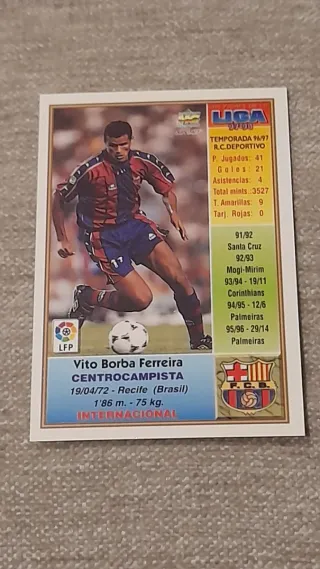 LIGA
97/98
TEMPORADA 96/97
R.C.DEPORTIVO
P. Jugados: 41
Goles: 21
Asistencias: 4
Total mints.:3527
T. Amarillas: 9
Tarj. Rojas: 0
91/92
Santa Cruz
92/93
Mogi-Mirim
93/94 - 19/11
Corinthians
94/95 - 12/6
Palmeiras
95/96 - 29/14
Palmeiras
LFP
Vito Borba Ferreira
CENTROCAMPISTA
19/04/72 - Recife (Brasil)
1'86 m. - 75 kg.
INTERNACIONAL
F.C.B.